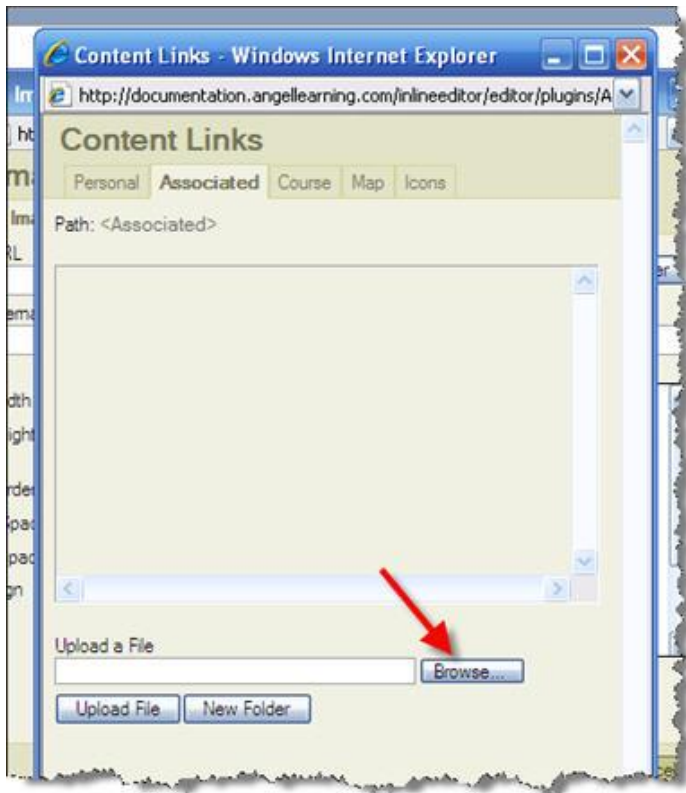 Content Links - Windows Internet Explorer
http://documentation.angellearning.com/inlineeditor/editor/plugins/A
Content Links
Personal Associated Course Map Icons
Path: <Associated>
Upload a File
Browse...
Upload File New Folder